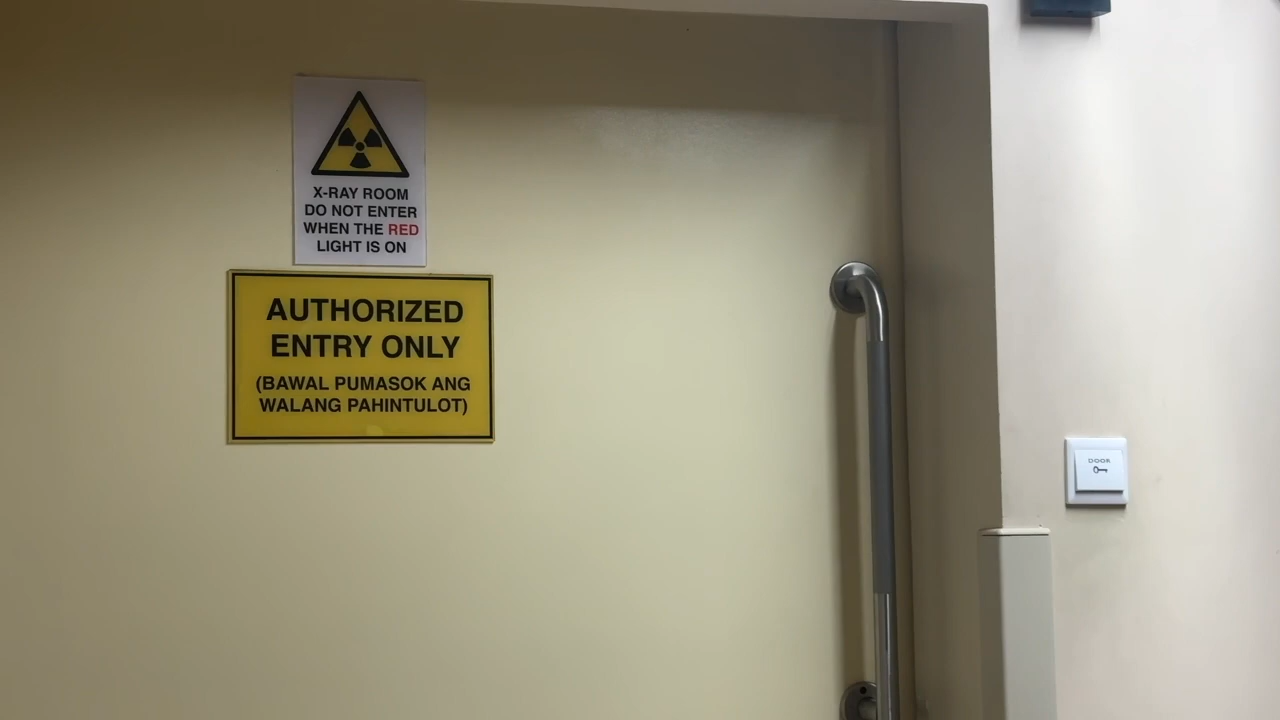 X-RAY ROOM
DO NOT ENTER
WHEN THE RED
LIGHT IS ON
AUTHORIZED
ENTRY ONLY
(BAWAL PUMASOK ANG
WALANG PAHINTULOT)
DOOR